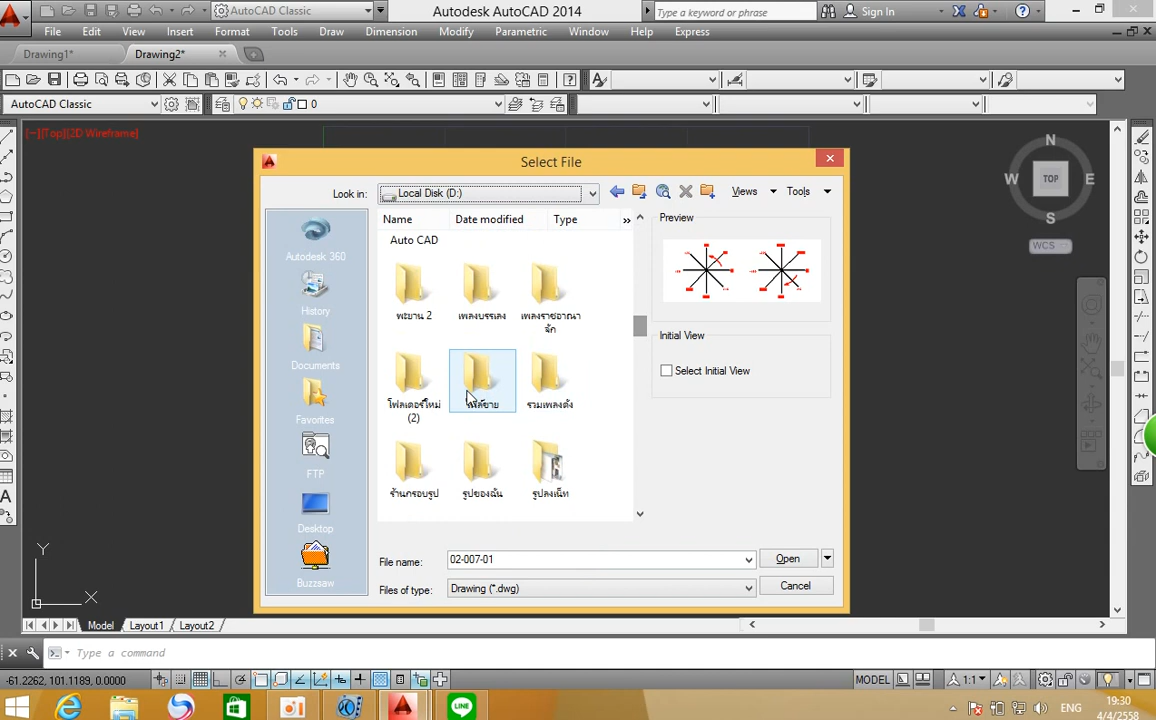 AutoCAD Classic
Autodesk AutoCAD 2014
Type a keyword or phrase
Sign In
File Edit View Insert Format Tools Draw Dimension Modify Parametric Window Help Express
Drawing1* Drawing2*
AutoCAD Classic
0
[−][Top][2D Wireframe]
N
W TOP E
S
WCS
Select File
Look in: Local Disk (D:)
Views Tools
Name Date modified Type »
Preview
Auto CAD
พะยาน 2 เพลงบรรเลง เพลงราชอาณา
จัก
โฟลเดอร์ใหม่ รวมเพลงดัง
(2)
ร้านกรอบรูป รูปของฉัน รูปลงเน็ท
Autodesk 360
History
Documents
Favorites
FTP
Desktop
Buzzsaw
Initial View
Select Initial View
File name: 02-007-01 Open
Files of type: Drawing (*.dwg) Cancel
Y
X
Model Layout1 Layout2
Type a command
-61.2262, 101.1189, 0.0000
MODEL
1:1
ENG
19:30
4/4/2558